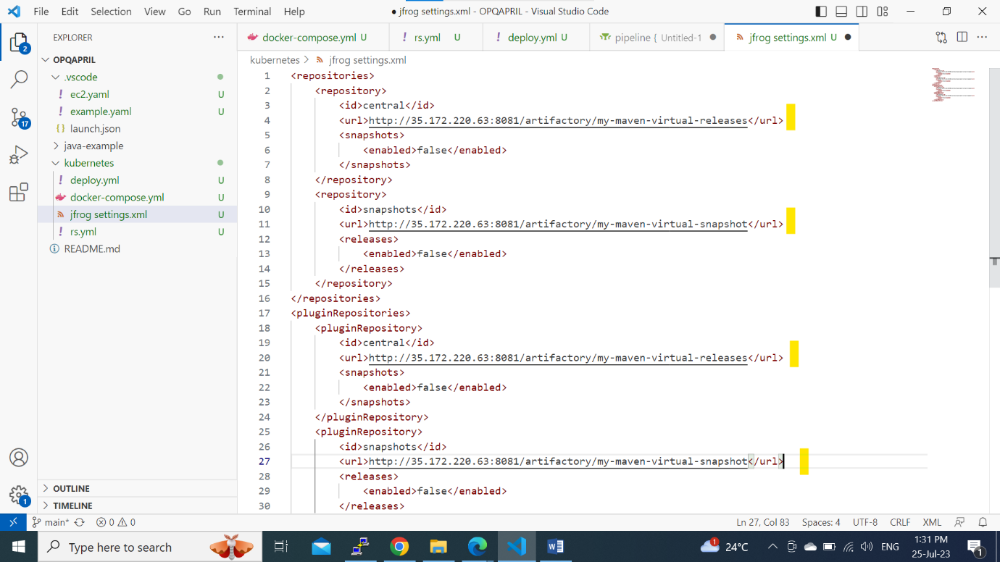 File Edit Selection View Go Run Terminal Help
● jfrog settings.xml - OPQAPRIL - Visual Studio Code
EXPLORER
OPQAPRIL
.vscode
! ec2.yaml U
! example.yaml U
{} launch.json
java-example
kubernetes
! deploy.yml U
docker-compose.yml U
jfrog settings.xml U
! rs.yml U
README.md
OUTLINE
TIMELINE
2
17
1
docker-compose.yml U
! rs.yml U
! deploy.yml U
pipeline { Untitled-1 ●
jfrog settings.xml U ●
kubernetes > jfrog settings.xml
1 <repositories>
2 <repository>
3 <id>central</id>
4 <url>http://35.172.220.63:8081/artifactory/my-maven-virtual-releases</url>
5 <snapshots>
6 <enabled>false</enabled>
7 </snapshots>
8 </repository>
9 <repository>
10 <id>snapshots</id>
11 <url>http://35.172.220.63:8081/artifactory/my-maven-virtual-snapshot</url>
12 <releases>
13 <enabled>false</enabled>
14 </releases>
15 </repository>
16 </repositories>
17 <pluginRepositories>
18 <pluginRepository>
19 <id>central</id>
20 <url>http://35.172.220.63:8081/artifactory/my-maven-virtual-releases</url>
21 <snapshots>
22 <enabled>false</enabled>
23 </snapshots>
24 </pluginRepository>
25 <pluginRepository>
26 <id>snapshots</id>
27 <url>http://35.172.220.63:8081/artifactory/my-maven-virtual-snapshot</url>
28 <releases>
29 <enabled>false</enabled>
30 </releases>
main* 0 0
Ln 27, Col 83 Spaces: 4 UTF-8 CRLF XML
Type here to search
1 24°C ENG
1:31 PM
25-Jul-23
1